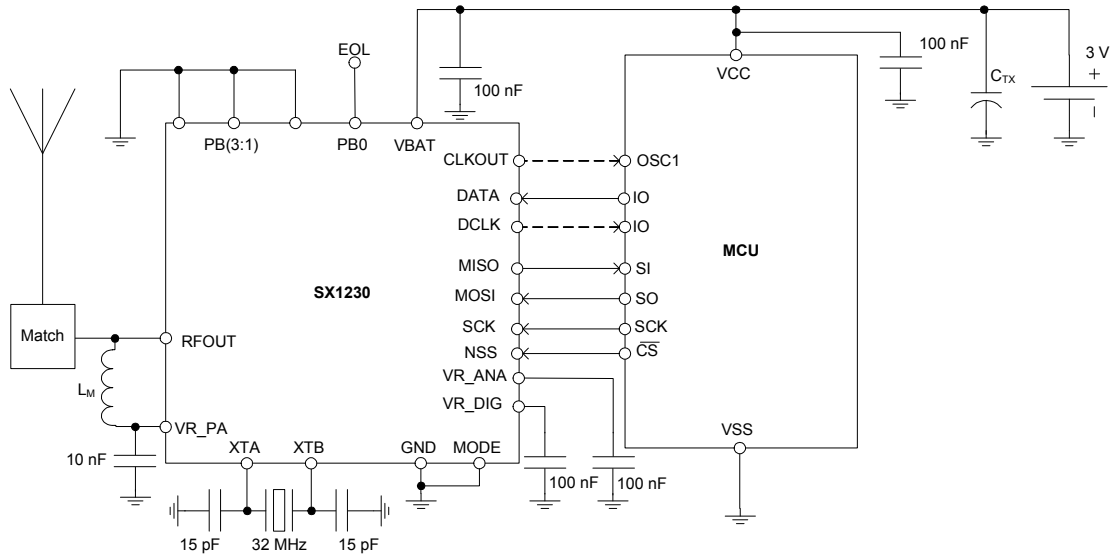 EOL
100 nF
VCC
100 nF
C_TX
3 V
+
PB(3:1)
PB0
VBAT
CLKOUT
OSC1
DATA
IO
DCLK
IO
MCU
MISO
SI
SX1230
MOSI
SO
Match
RFOUT
SCK
SCK
NSS
C̅S̅
VR_ANA
L_M
VR_DIG
VR_PA
XTA
XTB
GND
MODE
VSS
10 nF
100 nF
100 nF
15 pF
32 MHz
15 pF